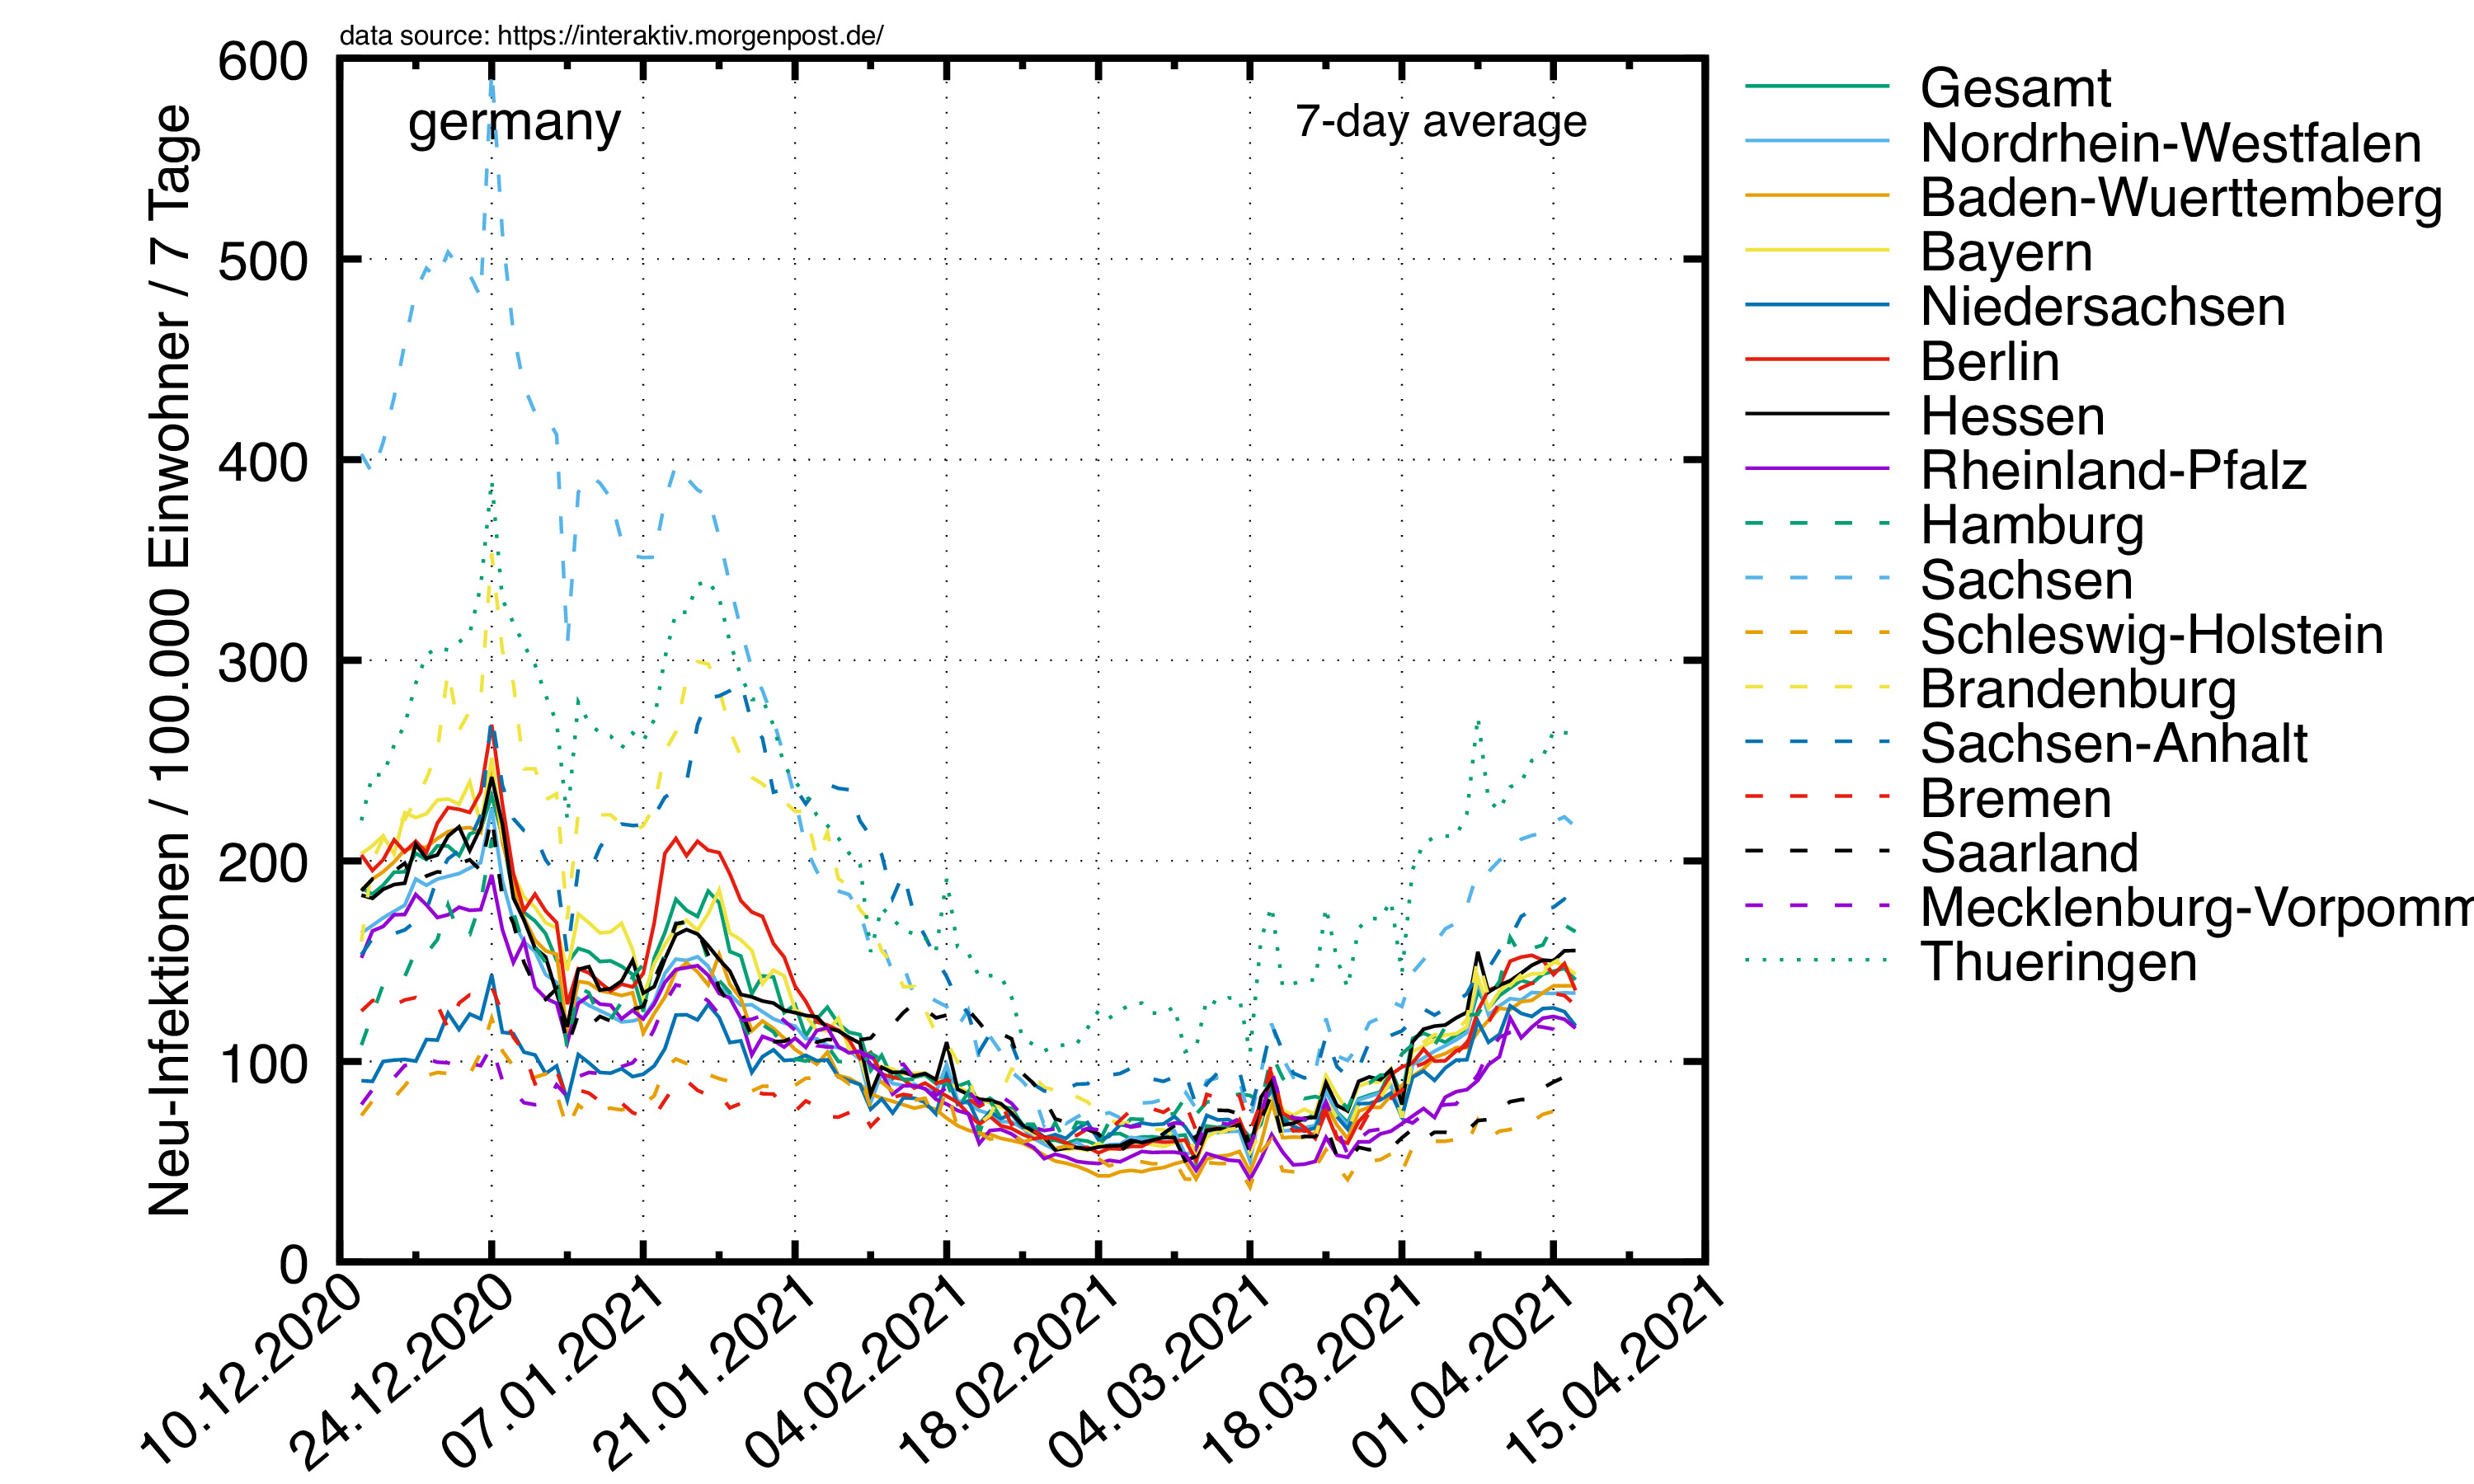 data source: https://interaktiv.morgenpost.de/
germany
7-day average
Neu-Infektionen / 100.000 Einwohner / 7 Tage
600
500
400
300
200
100
0
10.12.2020
24.12.2020
07.01.2021
21.01.2021
04.02.2021
18.02.2021
04.03.2021
18.03.2021
01.04.2021
15.04.2021
Gesamt
Nordrhein-Westfalen
Baden-Wuerttemberg
Bayern
Niedersachsen
Berlin
Hessen
Rheinland-Pfalz
Hamburg
Sachsen
Schleswig-Holstein
Brandenburg
Sachsen-Anhalt
Bremen
Saarland
Mecklenburg-Vorpomm
Thueringen